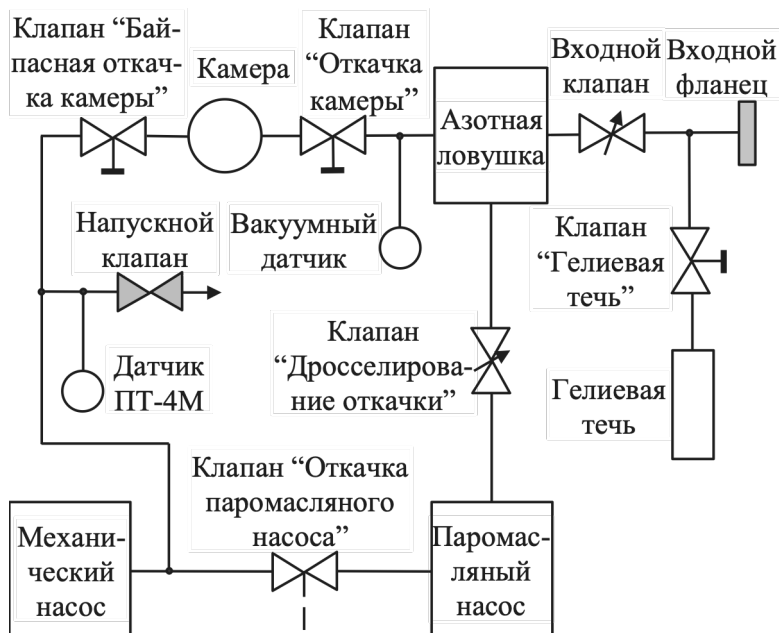 Клапан “Бай-
пасная откач-
ка камеры”
Камера
Клапан
“Откачка
камеры”
Азотная
ловушка
Входной
клапан
Входной
фланец
Напускной
клапан
Вакуумный
датчик
Клапан
“Гелиевая
течь”
Датчик
ПТ-4М
Клапан
“Дросселирова-
ние откачки”
Гелиевая
течь
Клапан “Откачка
паромасляного
насоса”
Механи-
ческий
насос
Паромас-
ляный
насос